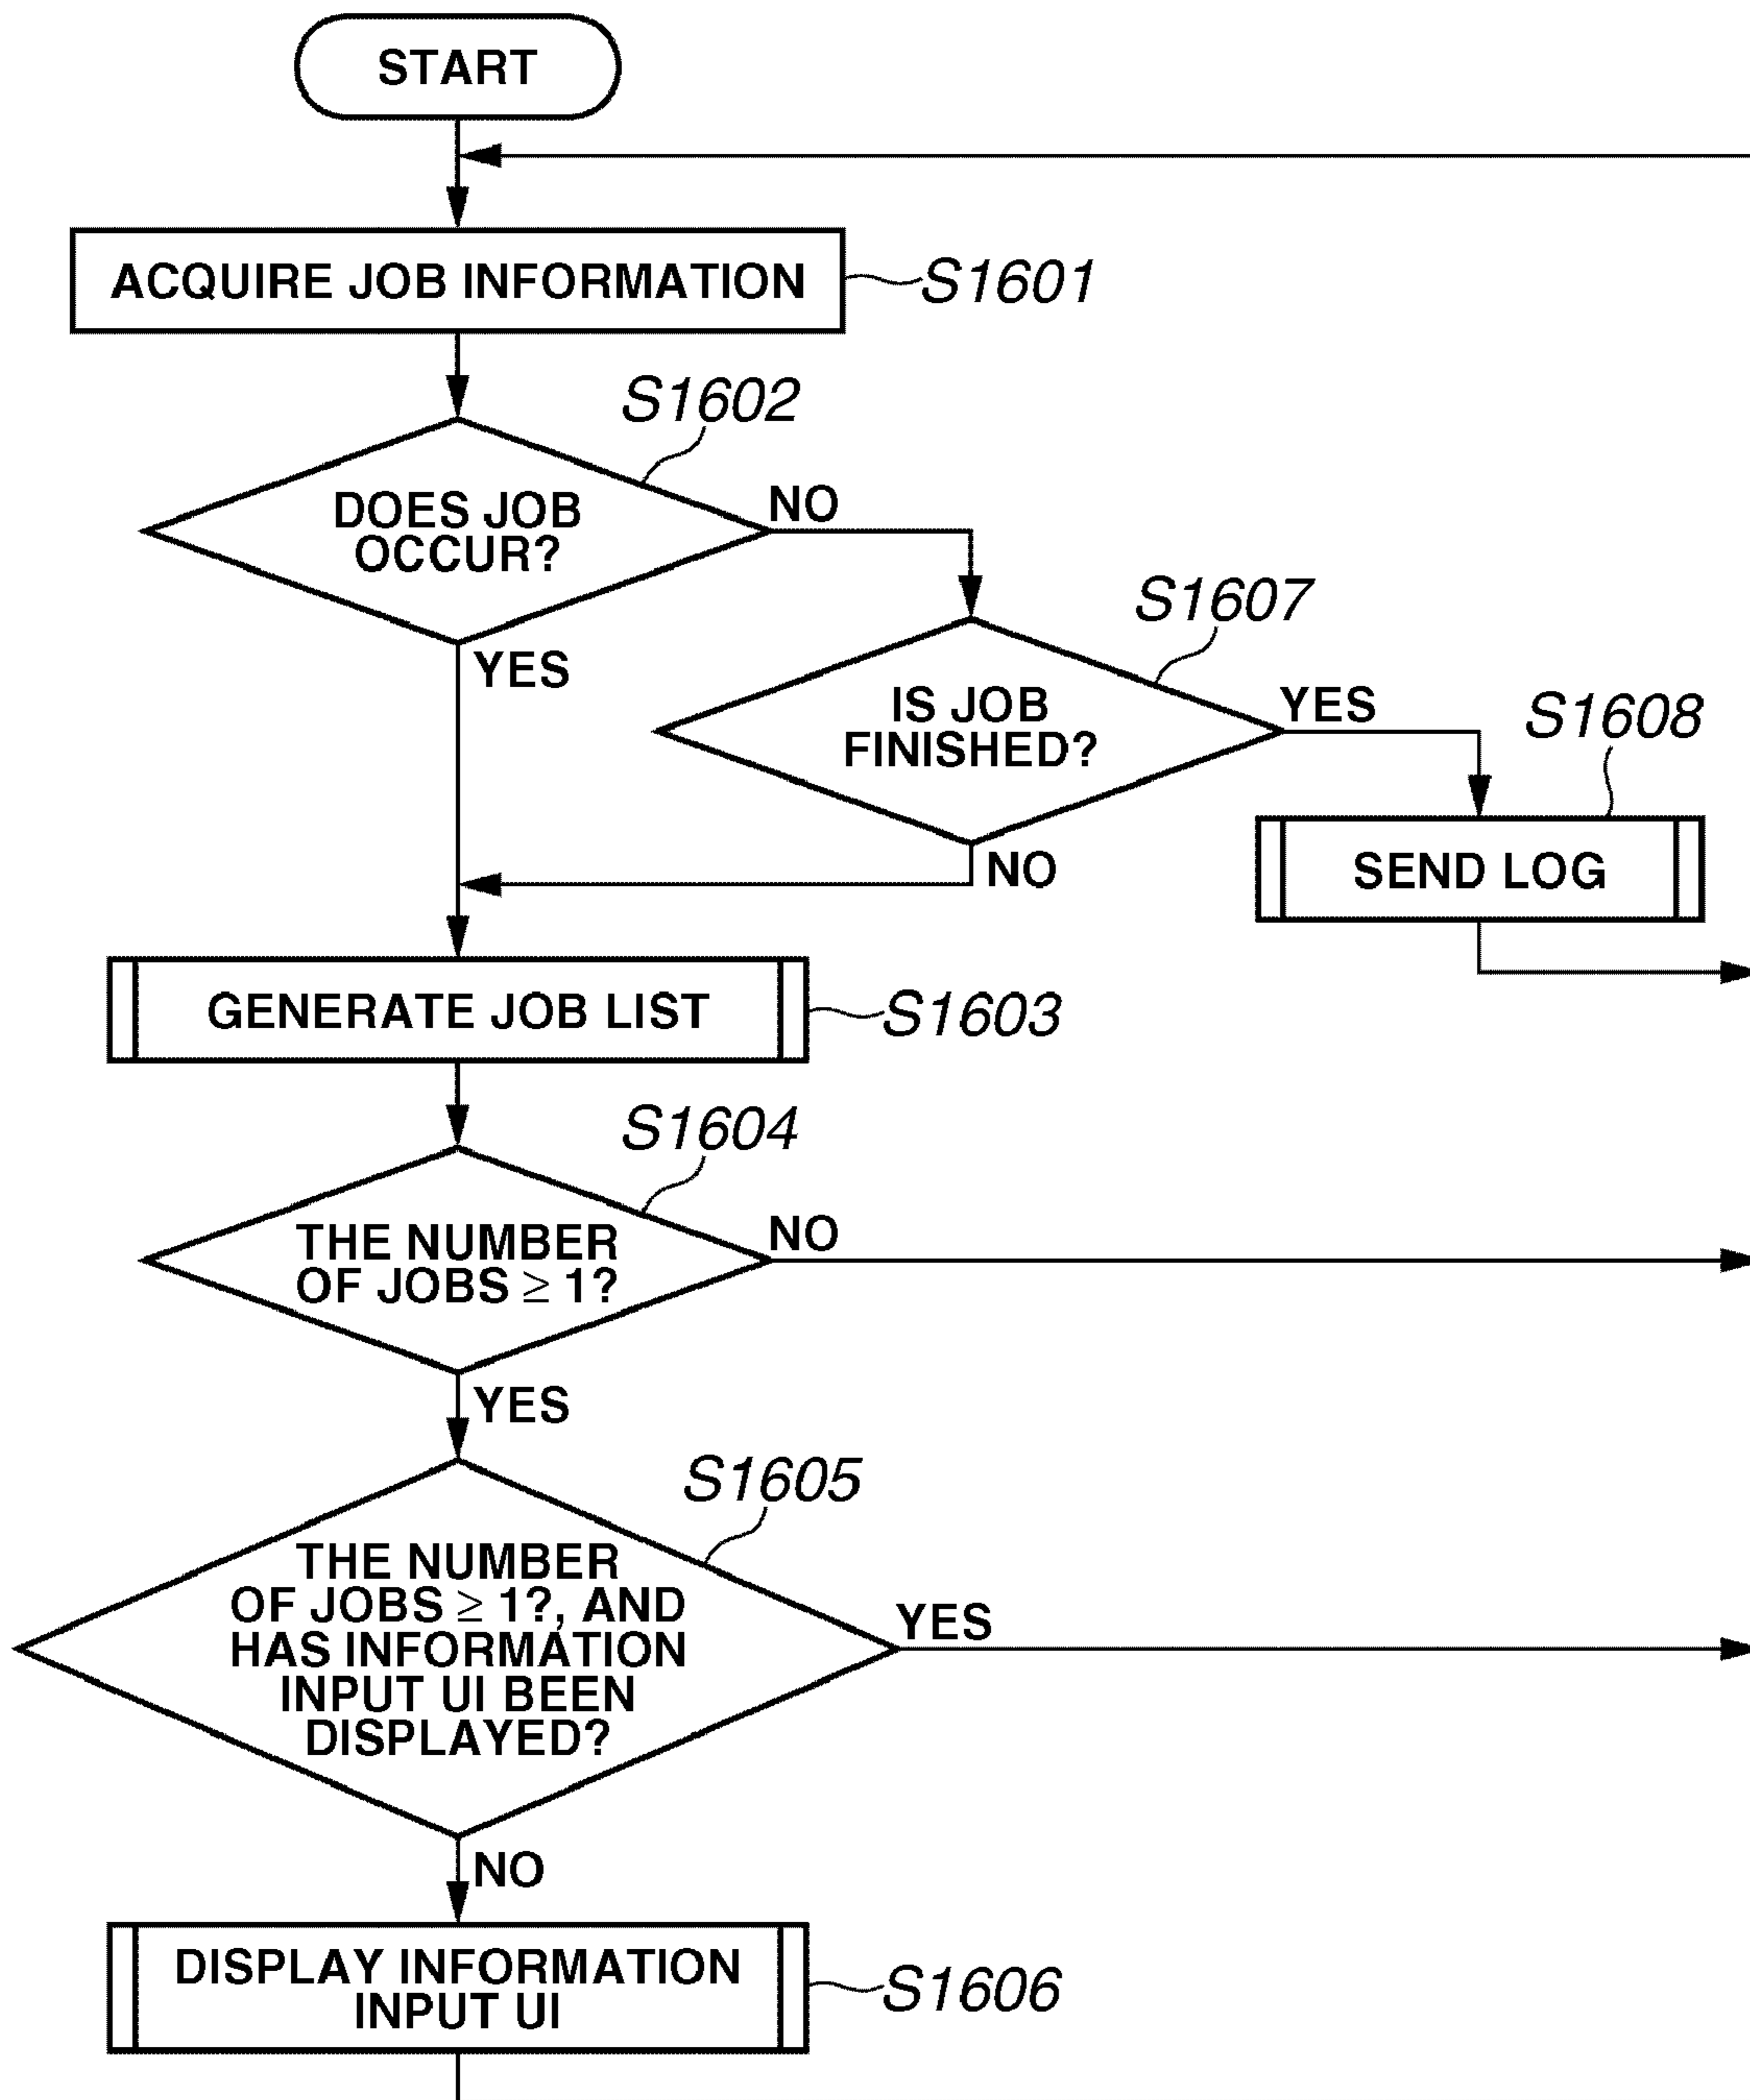 START
ACQUIRE JOB INFORMATION
S1601
S1602
DOES JOB
OCCUR?
NO
YES
S1607
IS JOB
FINISHED?
YES
NO
S1608
SEND LOG
GENERATE JOB LIST
S1603
S1604
THE NUMBER
OF JOBS ≥ 1?
NO
YES
S1605
THE NUMBER
OF JOBS ≥ 1?, AND
HAS INFORMATION
INPUT UI BEEN
DISPLAYED?
YES
NO
DISPLAY INFORMATION
INPUT UI
S1606